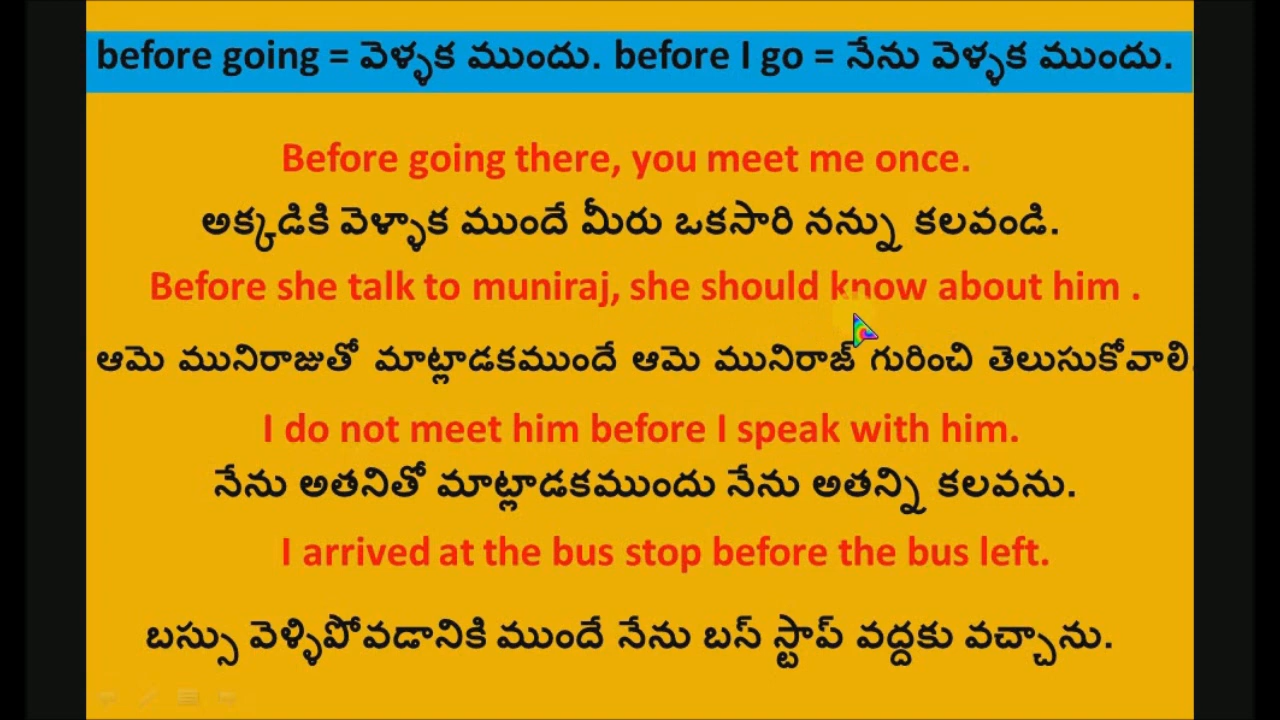 before going = వెళ్ళక ముందు. before I go = నేను వెళ్ళక ముందు.
Before going there, you meet me once.
అక్కడికి వెళ్ళాక ముందే మీరు ఒకసారి నన్ను కలవండి.
Before she talk to muniraj, she should know about him .
ఆమె మునిరాజుతో మాట్లాడకముందే ఆమె మునిరాజ్ గురించి తెలుసుకోవాలి.
I do not meet him before I speak with him.
నేను అతనితో మాట్లాడకముందు నేను అతన్ని కలవను.
I arrived at the bus stop before the bus left.
బస్సు వెళ్ళిపోవడానికి ముందే నేను బస్ స్టాప్ వద్దకు వచ్చాను.